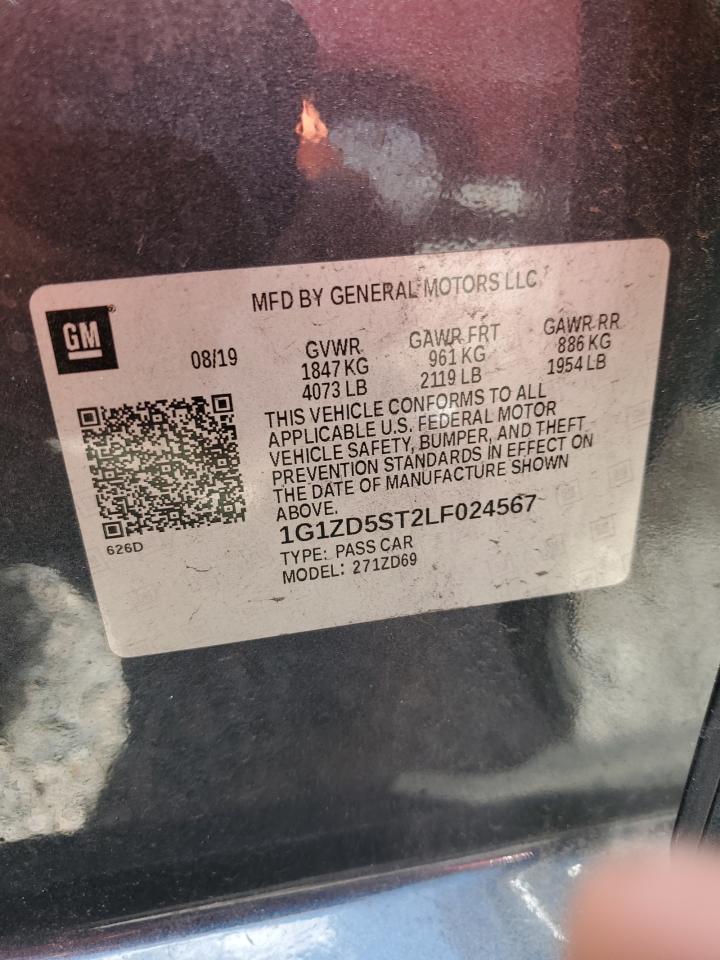 MFD BY GENERAL MOTORS LLC
GM
08/19
GVWR
1847 KG
4073 LB
GAWR FRT
961 KG
2119 LB
GAWR RR
886 KG
1954 LB
THIS VEHICLE CONFORMS TO ALL
APPLICABLE U.S. FEDERAL MOTOR
VEHICLE SAFETY, BUMPER, AND THEFT
PREVENTION STANDARDS IN EFFECT ON
THE DATE OF MANUFACTURE SHOWN
ABOVE.
1G1ZD5ST2LF024567
TYPE: PASS CAR
MODEL: 271ZD69
626D